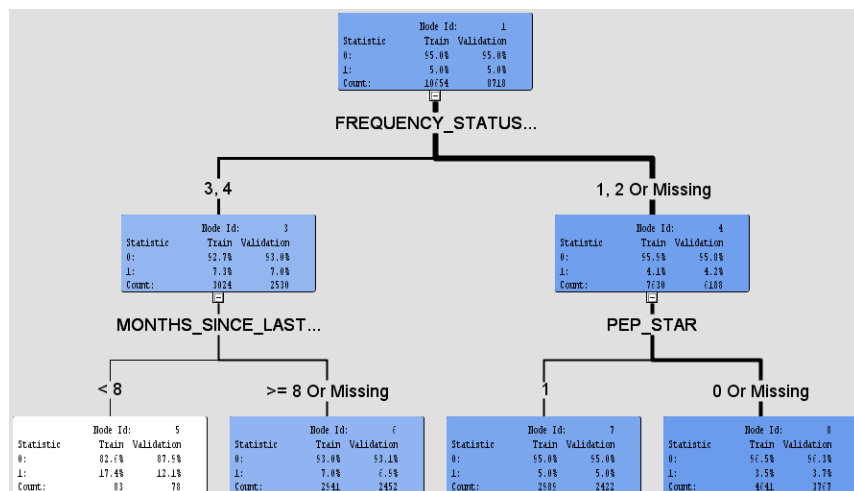 Node Id: 1
Statistic Train Validation
0: 95.0% 95.0%
1: 5.0% 5.0%
Count: 10654 8718
FREQUENCY_STATUS...
3, 4 1, 2 Or Missing
Node Id: 3 Node Id: 4
Statistic Train Validation Statistic Train Validation
0: 92.7% 93.0% 0: 95.9% 95.8%
1: 7.3% 7.0% 1: 4.1% 4.2%
Count: 3024 2530 Count: 7630 6188
MONTHS_SINCE_LAST... PEP_STAR
< 8 >= 8 Or Missing 1 0 Or Missing
Node Id: 5 Node Id: 6 Node Id: 7 Node Id: 8
Statistic Train Validation Statistic Train Validation Statistic Train Validation Statistic Train Validation
0: 82.6% 87.9% 0: 93.0% 93.1% 0: 95.0% 95.0% 0: 96.5% 96.3%
1: 17.4% 12.1% 1: 7.0% 6.9% 1: 5.0% 5.0% 1: 3.5% 3.7%
Count: 83 78 Count: 2941 2452 Count: 2989 2422 Count: 4641 3767